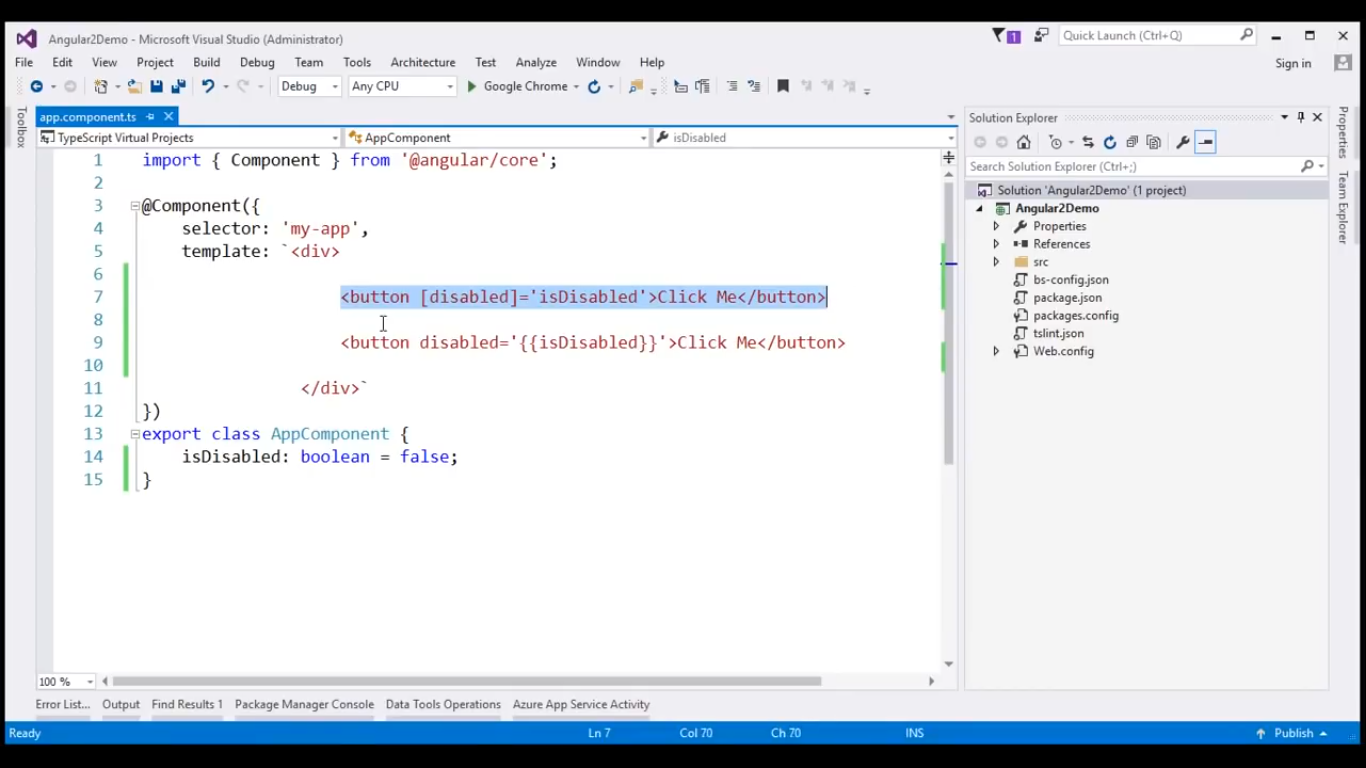 Angular2Demo - Microsoft Visual Studio (Administrator)
1
Quick Launch (Ctrl+Q)
File Edit View Project Build Debug Team Tools Architecture Test Analyze Window Help
Sign in
Debug Any CPU Google Chrome
Toolbox
app.component.ts
TypeScript Virtual Projects AppComponent isDisabled
1 import { Component } from '@angular/core';
2
3 @Component({
4 selector: 'my-app',
5 template: `<div>
6
7 <button [disabled]='isDisabled'>Click Me</button>
8
9 <button disabled='{{isDisabled}}'>Click Me</button>
10
11 </div>`
12 })
13 export class AppComponent {
14 isDisabled: boolean = false;
15 }
100 %
Solution Explorer
Search Solution Explorer (Ctrl+;)
Solution 'Angular2Demo' (1 project)
Angular2Demo
Properties
References
src
bs-config.json
package.json
packages.config
tslint.json
Web.config
Properties
Team Explorer
Error List... Output Find Results 1 Package Manager Console Data Tools Operations Azure App Service Activity
Ready Ln 7 Col 70 Ch 70 INS Publish